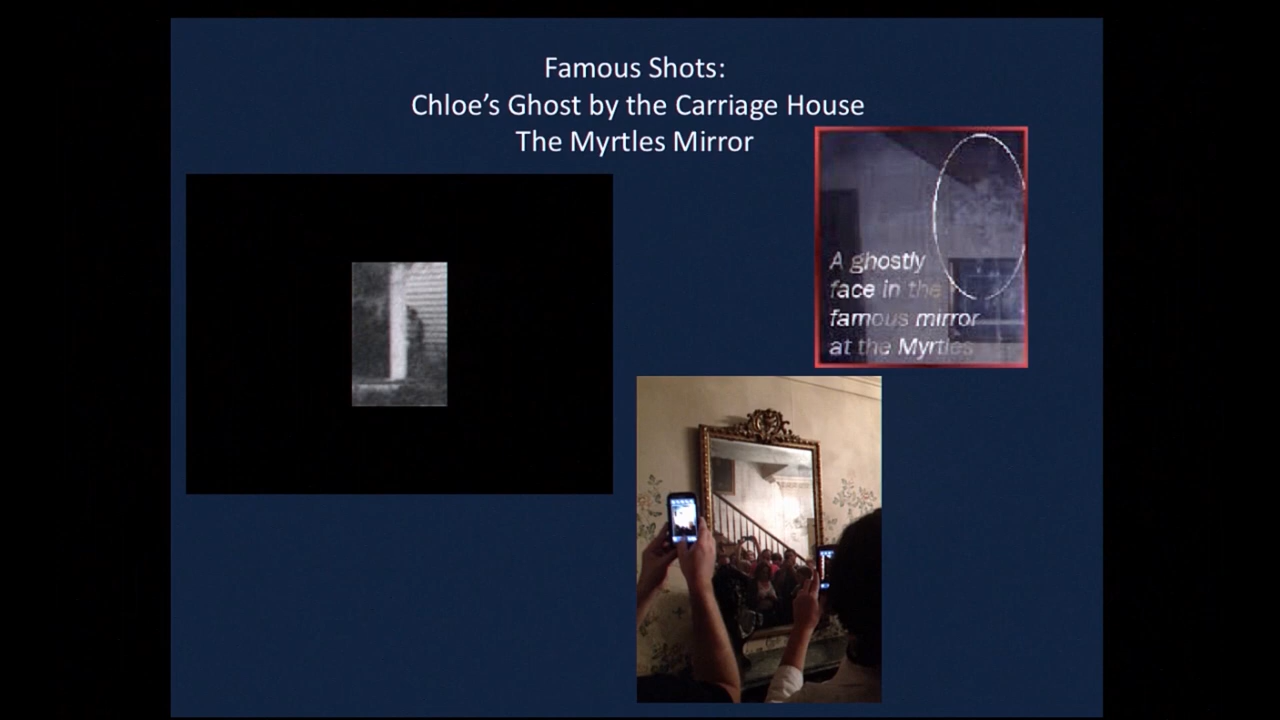 Famous Shots:
Chloe's Ghost by the Carriage House
The Myrtles Mirror
A ghostly
face in the
famous mirror
at the Myrtles